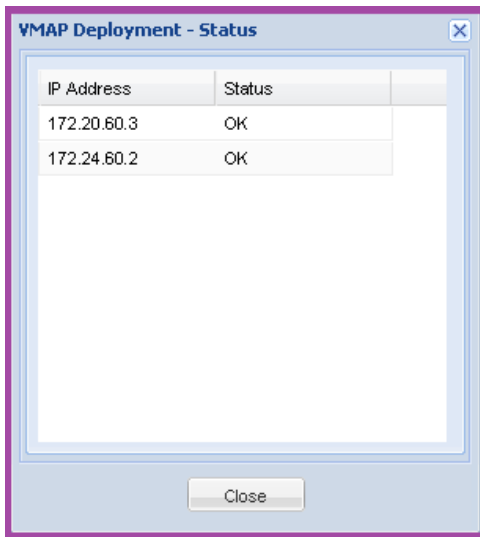 VMAP Deployment - Status
IP Address Status
172.20.60.3 OK
172.24.60.2 OK
Close